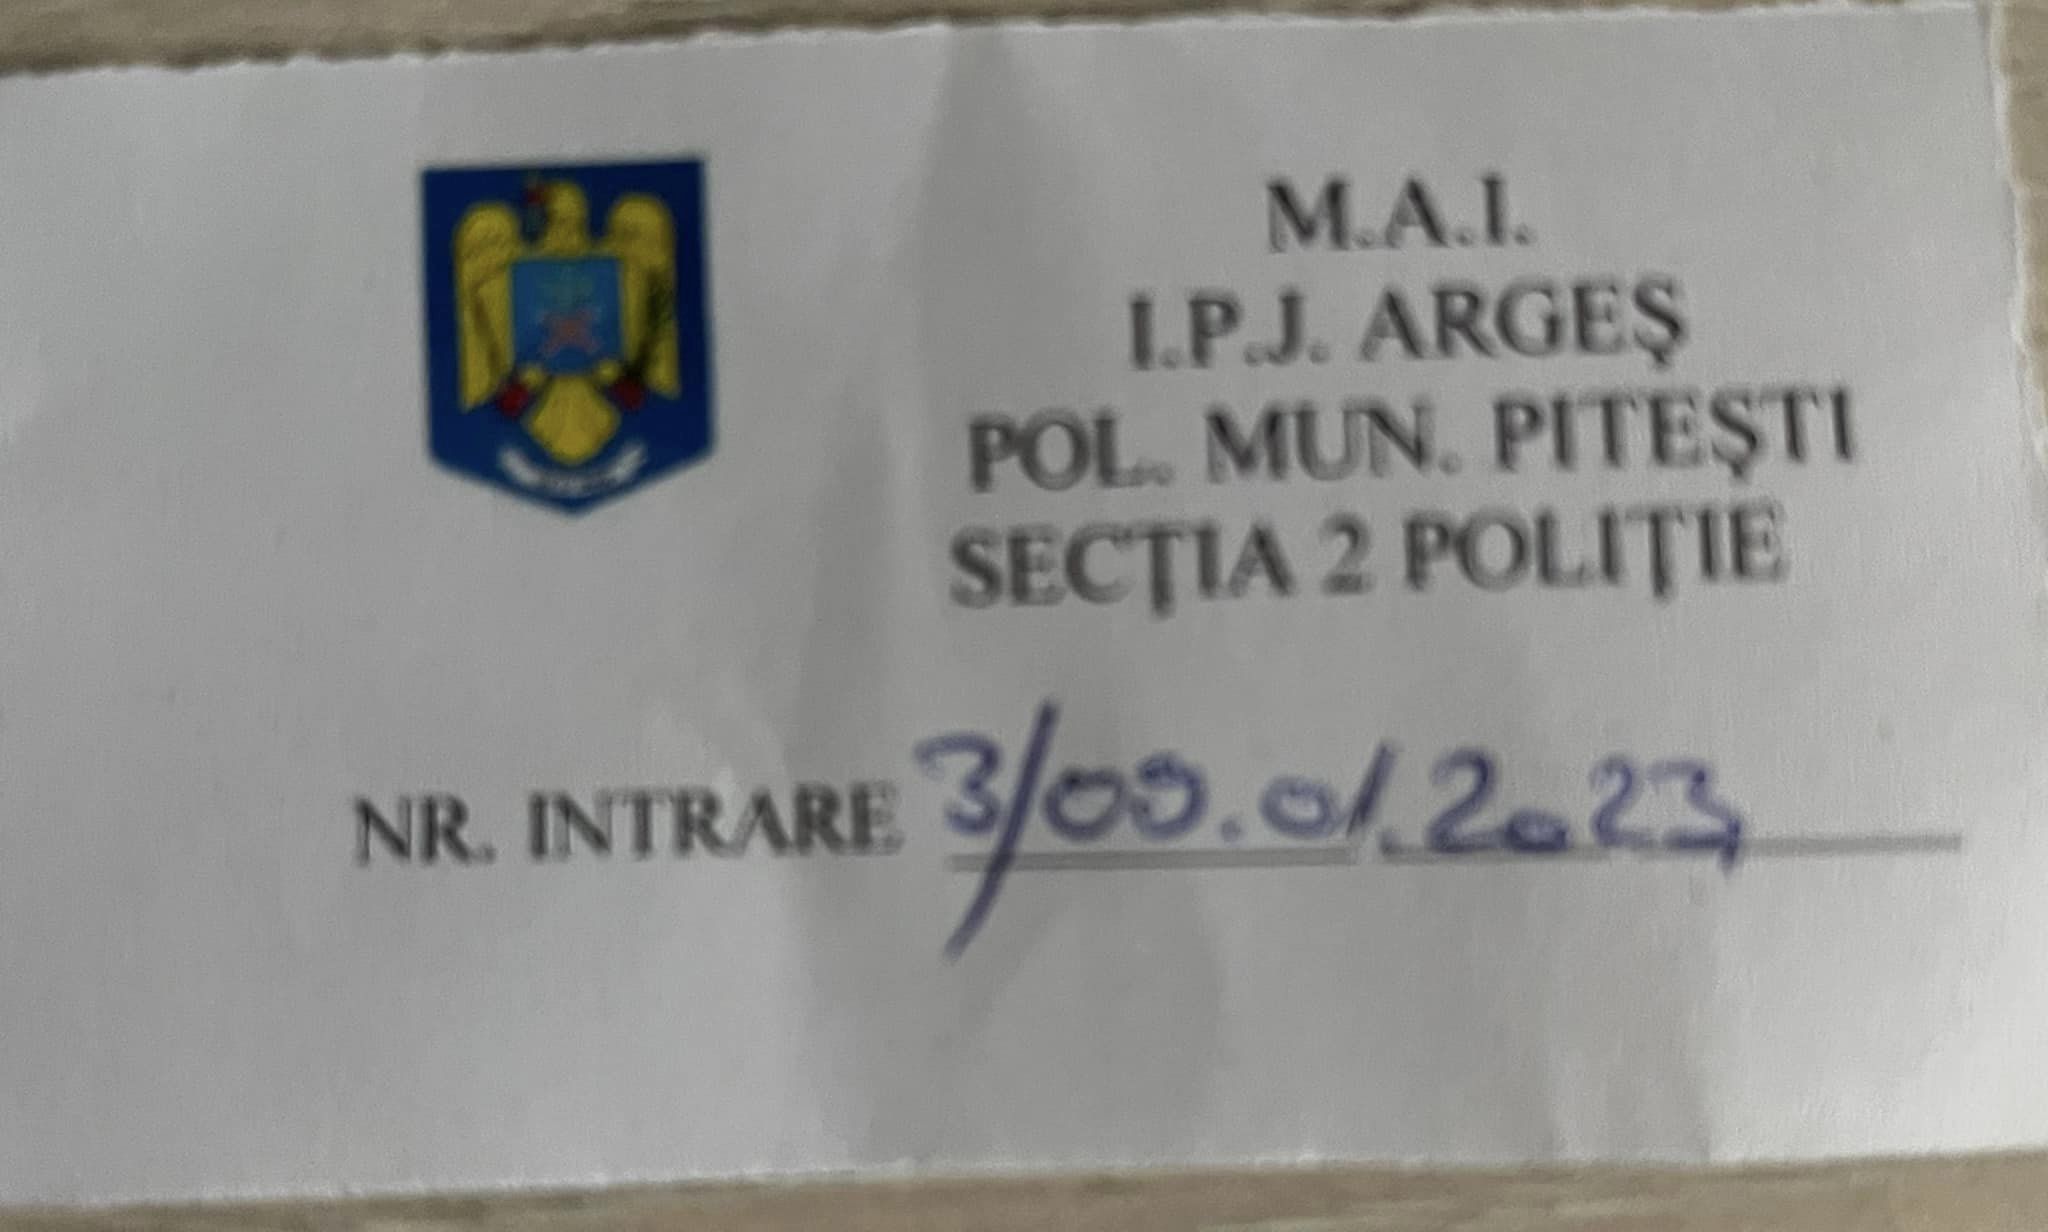 M.A.I.
I.P.J. ARGEŞ
POL. MUN. PITEŞTI
SECŢIA 2 POLIŢIE
NR. INTRARE 3/09.01.2023